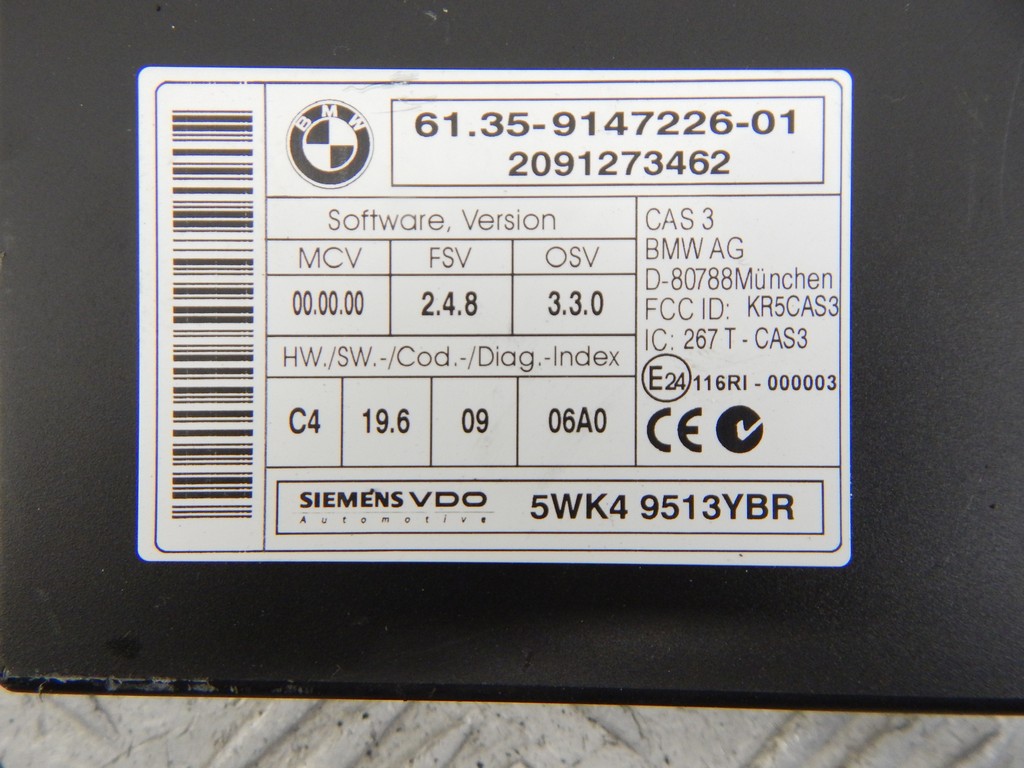 BMW
61.35-9147226-01
2091273462
Software, Version
MCV FSV OSV
00.00.00 2.4.8 3.3.0
HW./SW.-/Cod.-/Diag.-Index
C4 19.6 09 06A0
CAS 3
BMW AG
D-80788München
FCC ID: KR5CAS3
IC: 267 T - CAS3
E24 116RI - 000003
CE
SIEMENS VDO
Automotive
5WK4 9513YBR